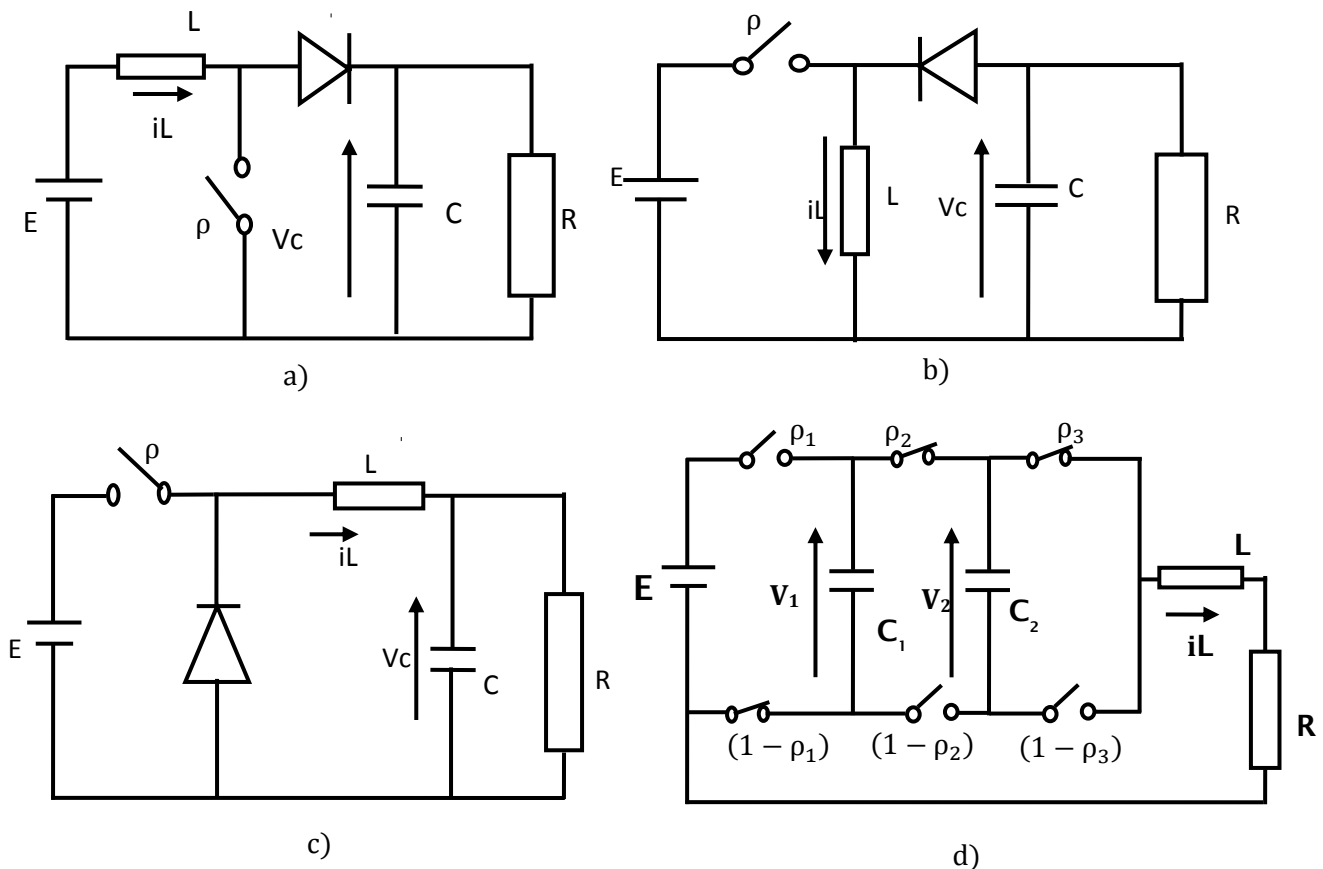 L
iL
E
ρ
Vc
C
R
a)
ρ
E
iL
L
Vc
C
R
b)
ρ
L
iL
E
Vc
C
R
c)
ρ₁
ρ₂
ρ₃
E
V₁
C₁
V₂
C₂
L
iL
R
(1 − ρ₁)
(1 − ρ₂)
(1 − ρ₃)
d)